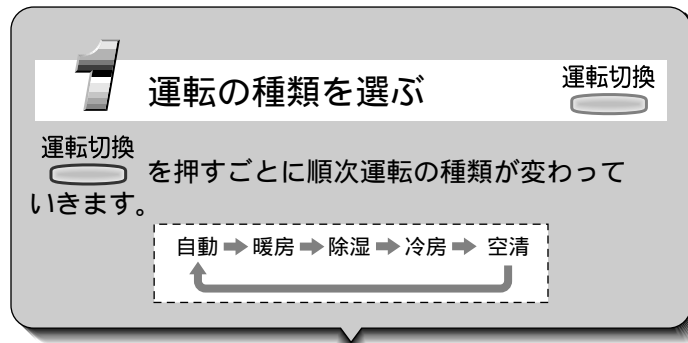 1 運転の種類を選ぶ 運転切換
運転切換
を押すごとに順次運転の種類が変わって
いきます。
自動➡暖房➡除湿➡冷房➡ 空清